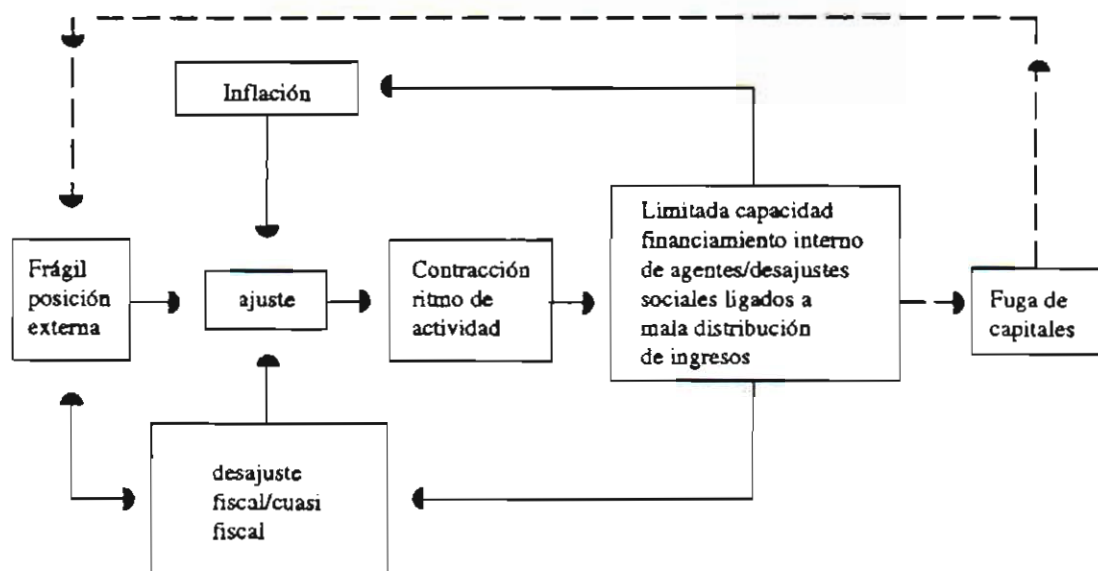 Inflación
Frágil
posición
externa
ajuste
Contracción
ritmo de
actividad
Limitada capacidad
financiamiento interno
de agentes/desajustes
sociales ligados a
mala distribución
de ingresos
Fuga de
capitales
desajuste
fiscal/cuasi
fiscal